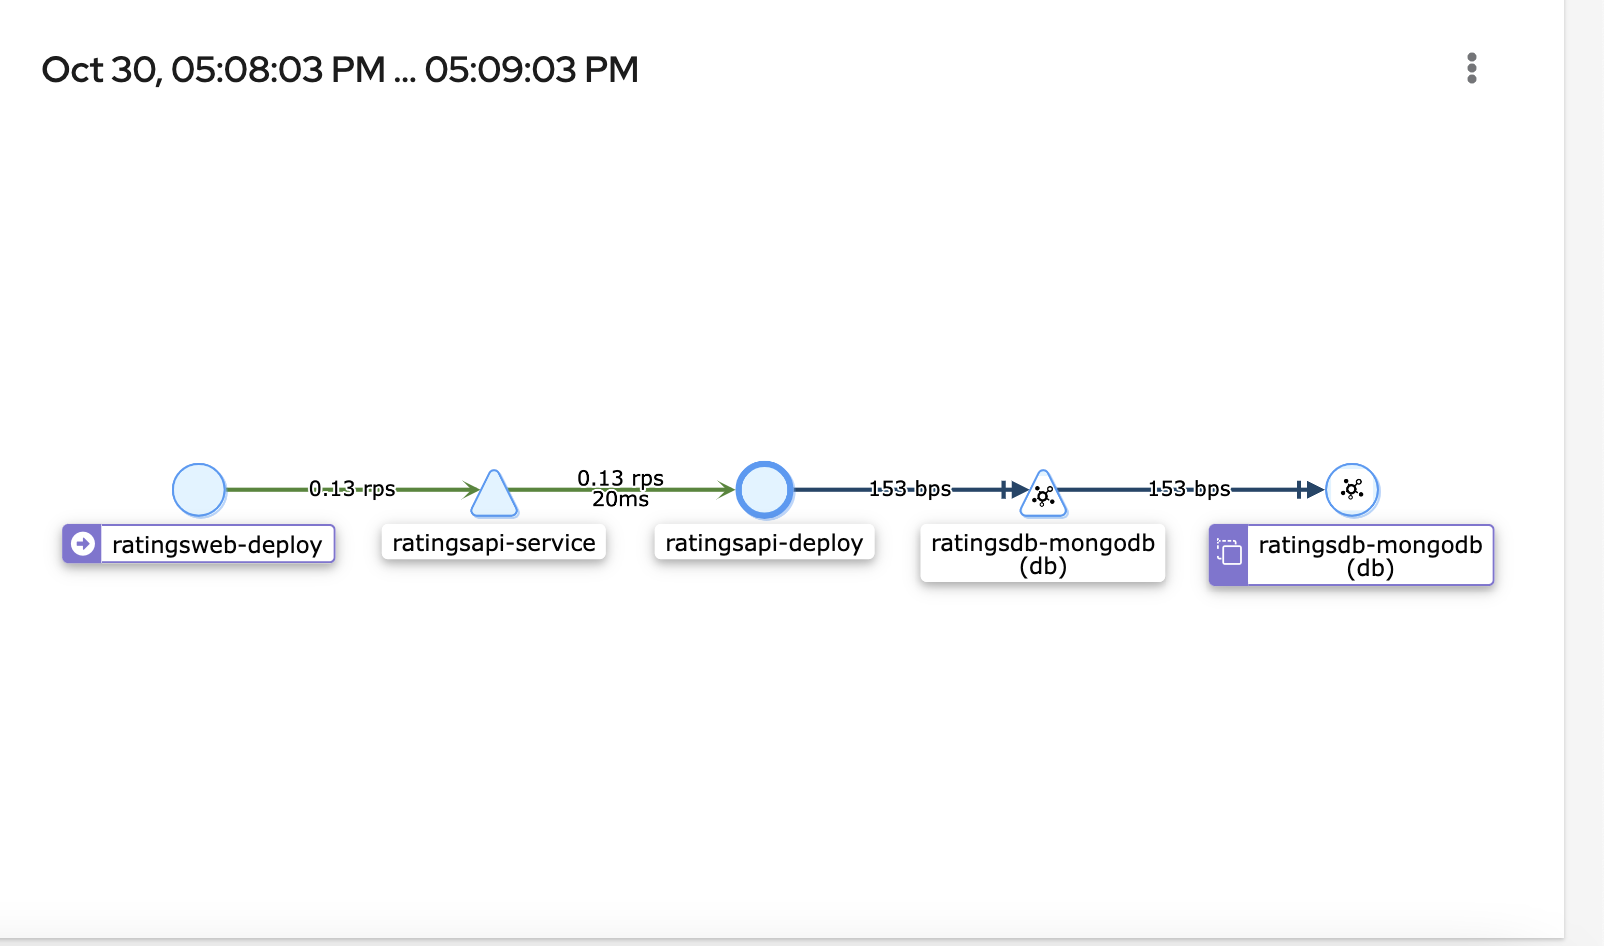 Oct 30, 05:08:03 PM ... 05:09:03 PM
0.13 rps
0.13 rps
20ms
153 bps
153 bps
ratingsweb-deploy
ratingsapi-service
ratingsapi-deploy
ratingsdb-mongodb
(db)
ratingsdb-mongodb
(db)